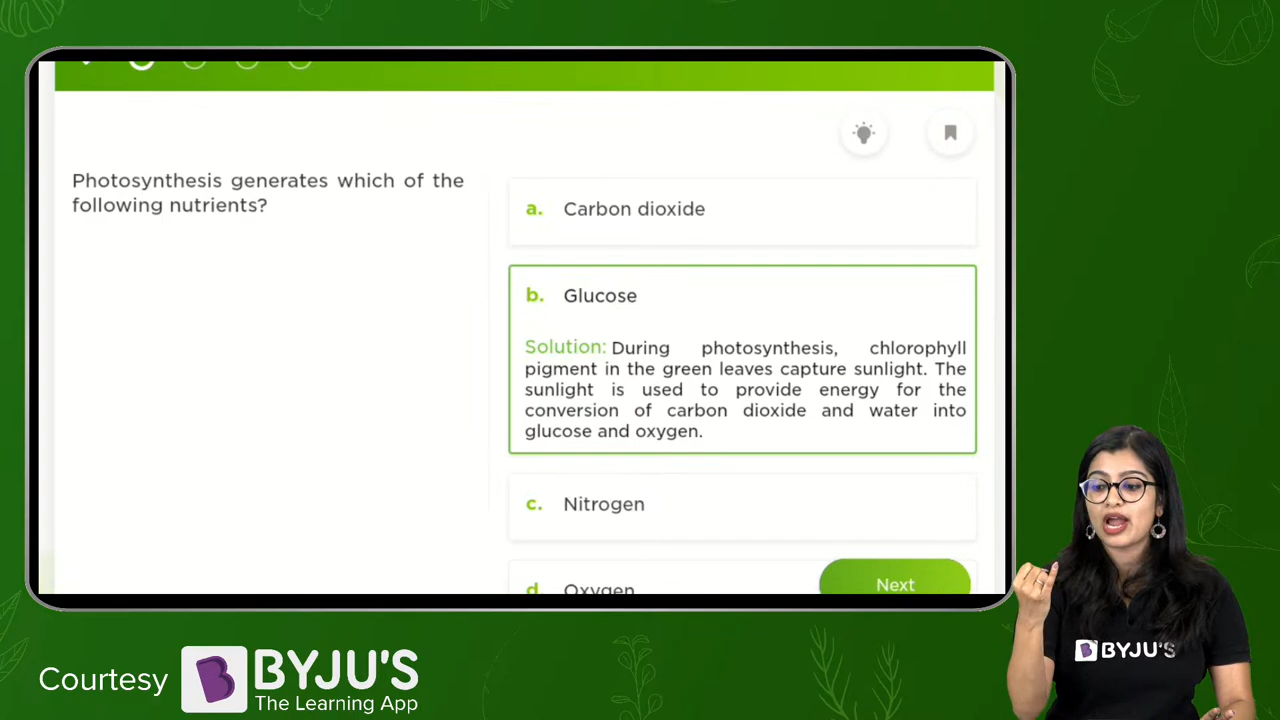 Photosynthesis generates which of the
following nutrients?
a. Carbon dioxide
b. Glucose
Solution: During photosynthesis, chlorophyll
pigment in the green leaves capture sunlight. The
sunlight is used to provide energy for the
conversion of carbon dioxide and water into
glucose and oxygen.
c. Nitrogen
d. Oxygen
Next
Courtesy BYJU'S
The Learning App
BYJU'S